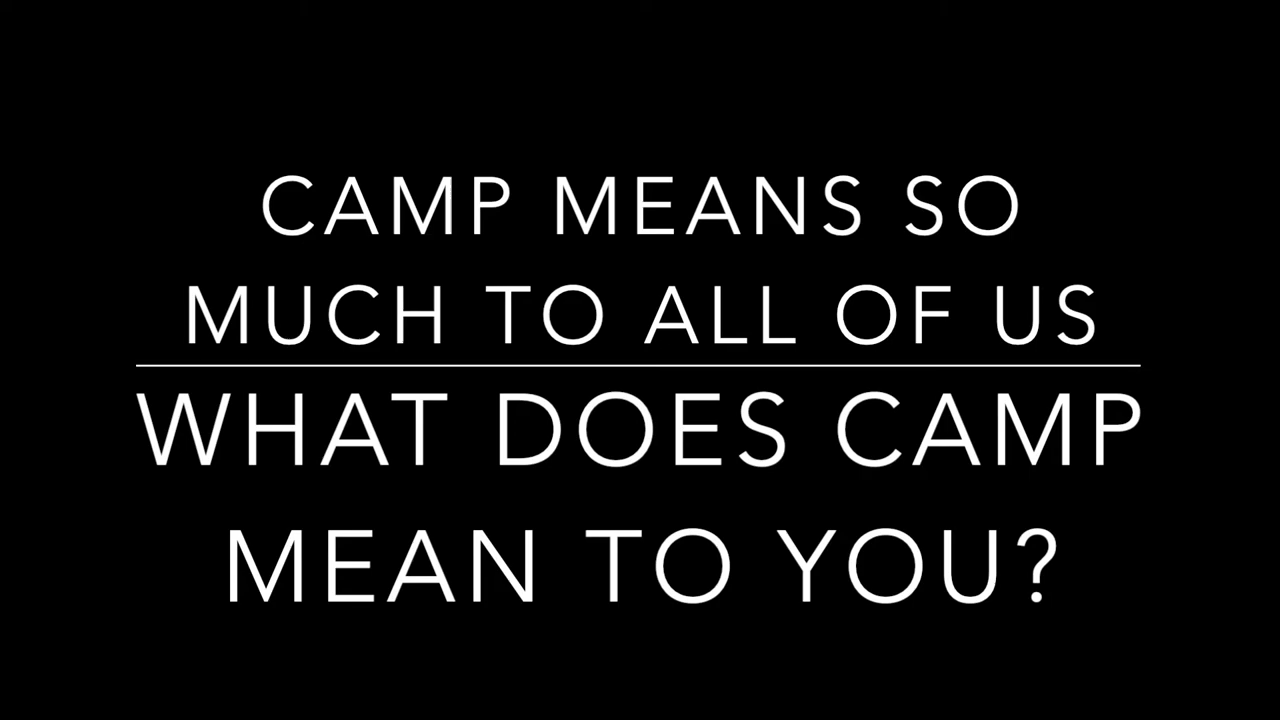 CAMP MEANS SO
MUCH TO ALL OF US
WHAT DOES CAMP
MEAN TO YOU?